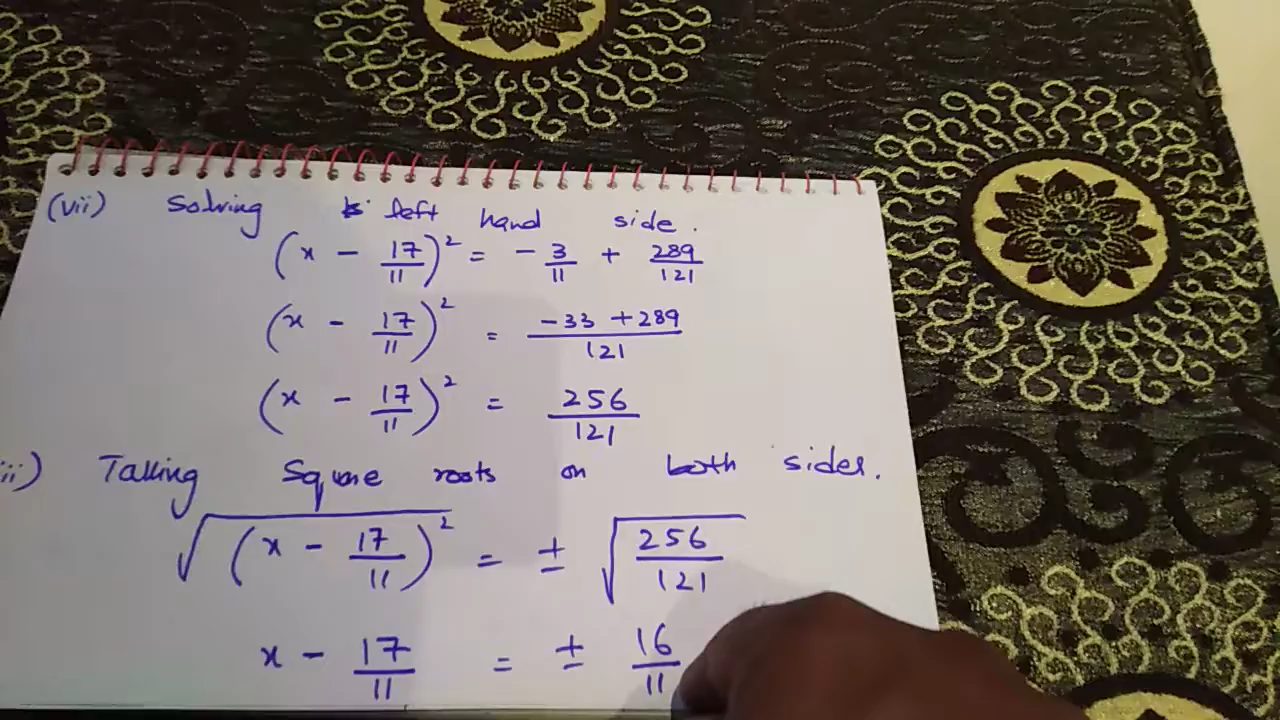 (vii) Solving left hand side.
(x - 17/11)² = - 3/11 + 289/121
(x - 17/11)² = -33 + 289/121
(x - 17/11)² = 256/121
ii) Taking Square roots on both sides.
√(x - 17/11)² = ± √256/121
x - 17/11 = ± 16/11